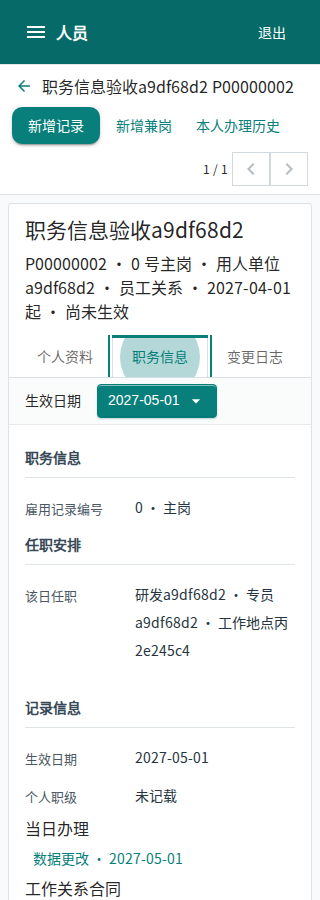 人员
退出
职务信息验收a9df68d2 P00000002
新增记录
新增兼岗
本人办理历史
1 / 1
职务信息验收a9df68d2
P00000002 · 0 号主岗 · 用人单位
a9df68d2 · 员工关系 · 2027-04-01
起 · 尚未生效
个人资料
职务信息
变更日志
生效日期
2027-05-01
职务信息
雇用记录编号
0 · 主岗
任职安排
该日任职
研发a9df68d2 · 专员
a9df68d2 · 工作地点丙
2e245c4
记录信息
生效日期
2027-05-01
个人职级
未记载
当日办理
数据更改 · 2027-05-01
工作关系合同